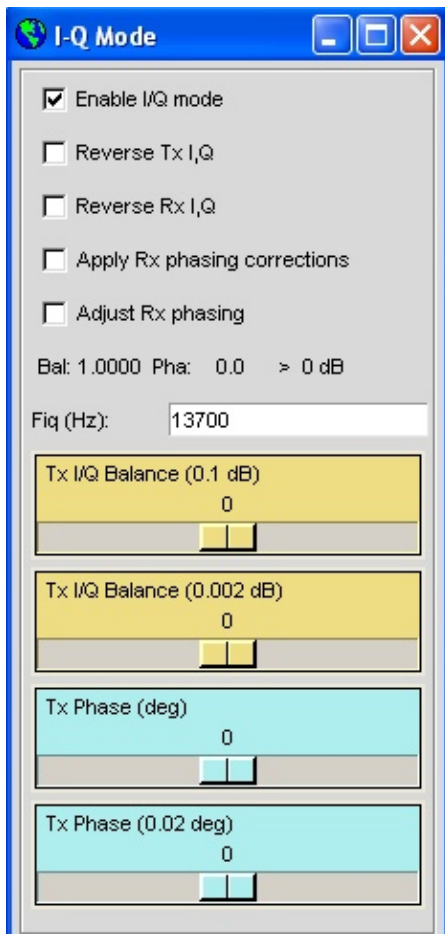 I-Q Mode
Enable I/Q mode
Reverse Tx I,Q
Reverse Rx I,Q
Apply Rx phasing corrections
Adjust Rx phasing
Bal: 1.0000 Pha: 0.0 > 0 dB
Fiq (Hz): 13700
Tx I/Q Balance (0.1 dB)
0
Tx I/Q Balance (0.002 dB)
0
Tx Phase (deg)
0
Tx Phase (0.02 deg)
0